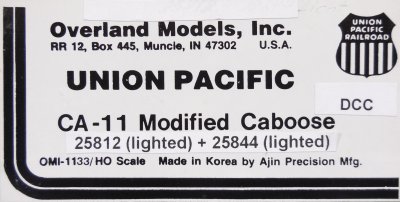 Overland Models, Inc.
RR 12, Box 445, Muncie, IN 47302 U.S.A.
UNION
PACIFIC
RAILROAD
UNION PACIFIC
DCC
CA-11 Modified Caboose
25812 (lighted) + 25844 (lighted)
OMI-1133/HO Scale Made in Korea by Ajin Precision Mfg.